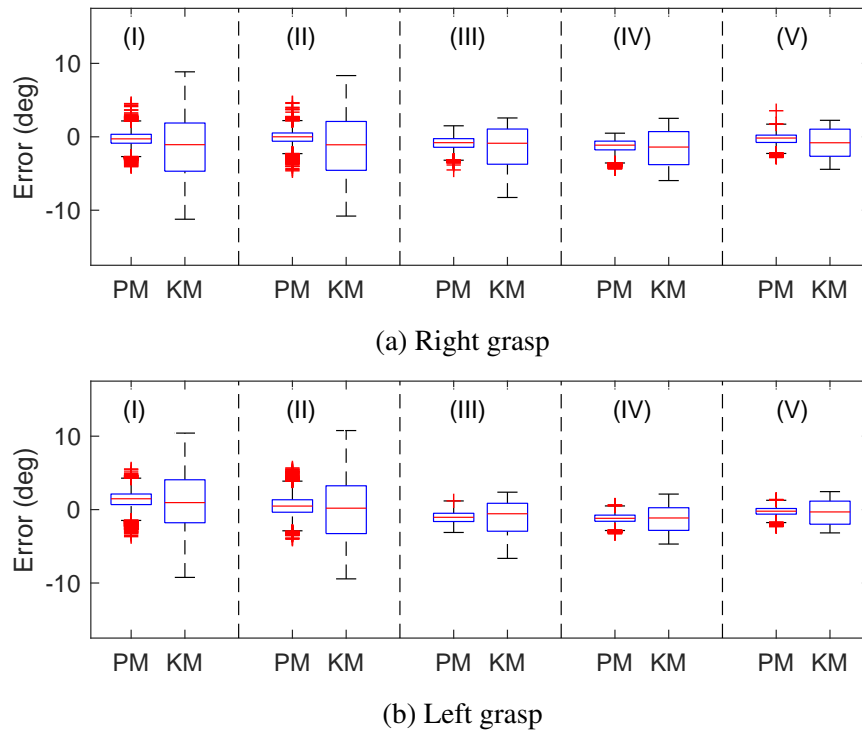 (I) (II) (III) (IV) (V)
10
0
-10
Error (deg)
PM KM PM KM PM KM PM KM PM KM
(a) Right grasp
(I) (II) (III) (IV) (V)
10
0
-10
Error (deg)
PM KM PM KM PM KM PM KM PM KM
(b) Left grasp